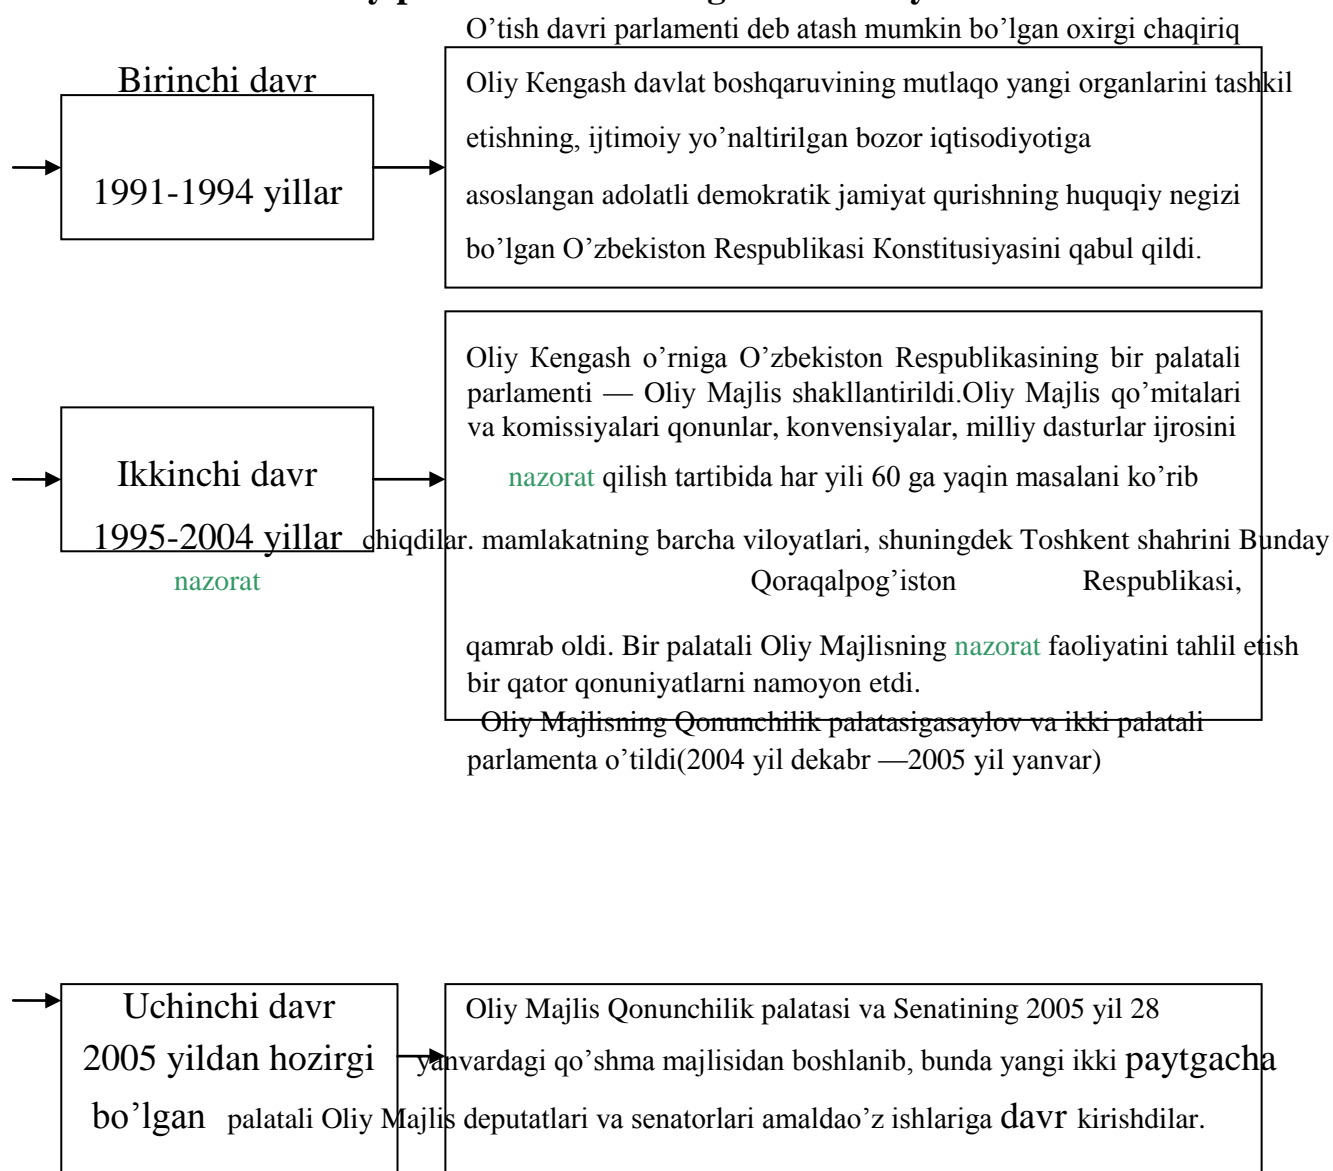 O’tish davri parlamenti deb atash mumkin bo’lgan oxirgi chaqiriq
Birinchi davr
1991-1994 yillar
Oliy Kengash davlat boshqaruvining mutlaqo yangi organlarini tashkil
etishning, ijtimoiy yo’naltirilgan bozor iqtisodiyotiga
asoslangan adolatli demokratik jamiyat qurishning huquqiy negizi
bo’lgan O’zbekiston Respublikasi Konstitusiyasini qabul qildi.
Oliy Kengash o’rniga O’zbekiston Respublikasining bir palatali
parlamenti — Oliy Majlis shakllantirildi.Oliy Majlis qo’mitalari
va komissiyalari qonunlar, konvensiyalar, milliy dasturlar ijrosini
Ikkinchi davr
nazorat qilish tartibida har yili 60 ga yaqin masalani ko’rib
1995-2004 yillar chiqdilar. mamlakatning barcha viloyatlari, shuningdek Toshkent shahrini Bunday
nazorat Qoraqalpog’iston Respublikasi,
qamrab oldi. Bir palatali Oliy Majlisning nazorat faoliyatini tahlil etish
bir qator qonuniyatlarni namoyon etdi.
Oliy Majlisning Qonunchilik palatasigasaylov va ikki palatali
parlamenta o’tildi(2004 yil dekabr —2005 yil yanvar)
Uchinchi davr
Oliy Majlis Qonunchilik palatasi va Senatining 2005 yil 28
2005 yildan hozirgi yanvardagi qo’shma majlisidan boshlanib, bunda yangi ikki paytgacha
bo’lgan palatali Oliy Majlis deputatlari va senatorlari amaldao’z ishlariga davr kirishdilar.